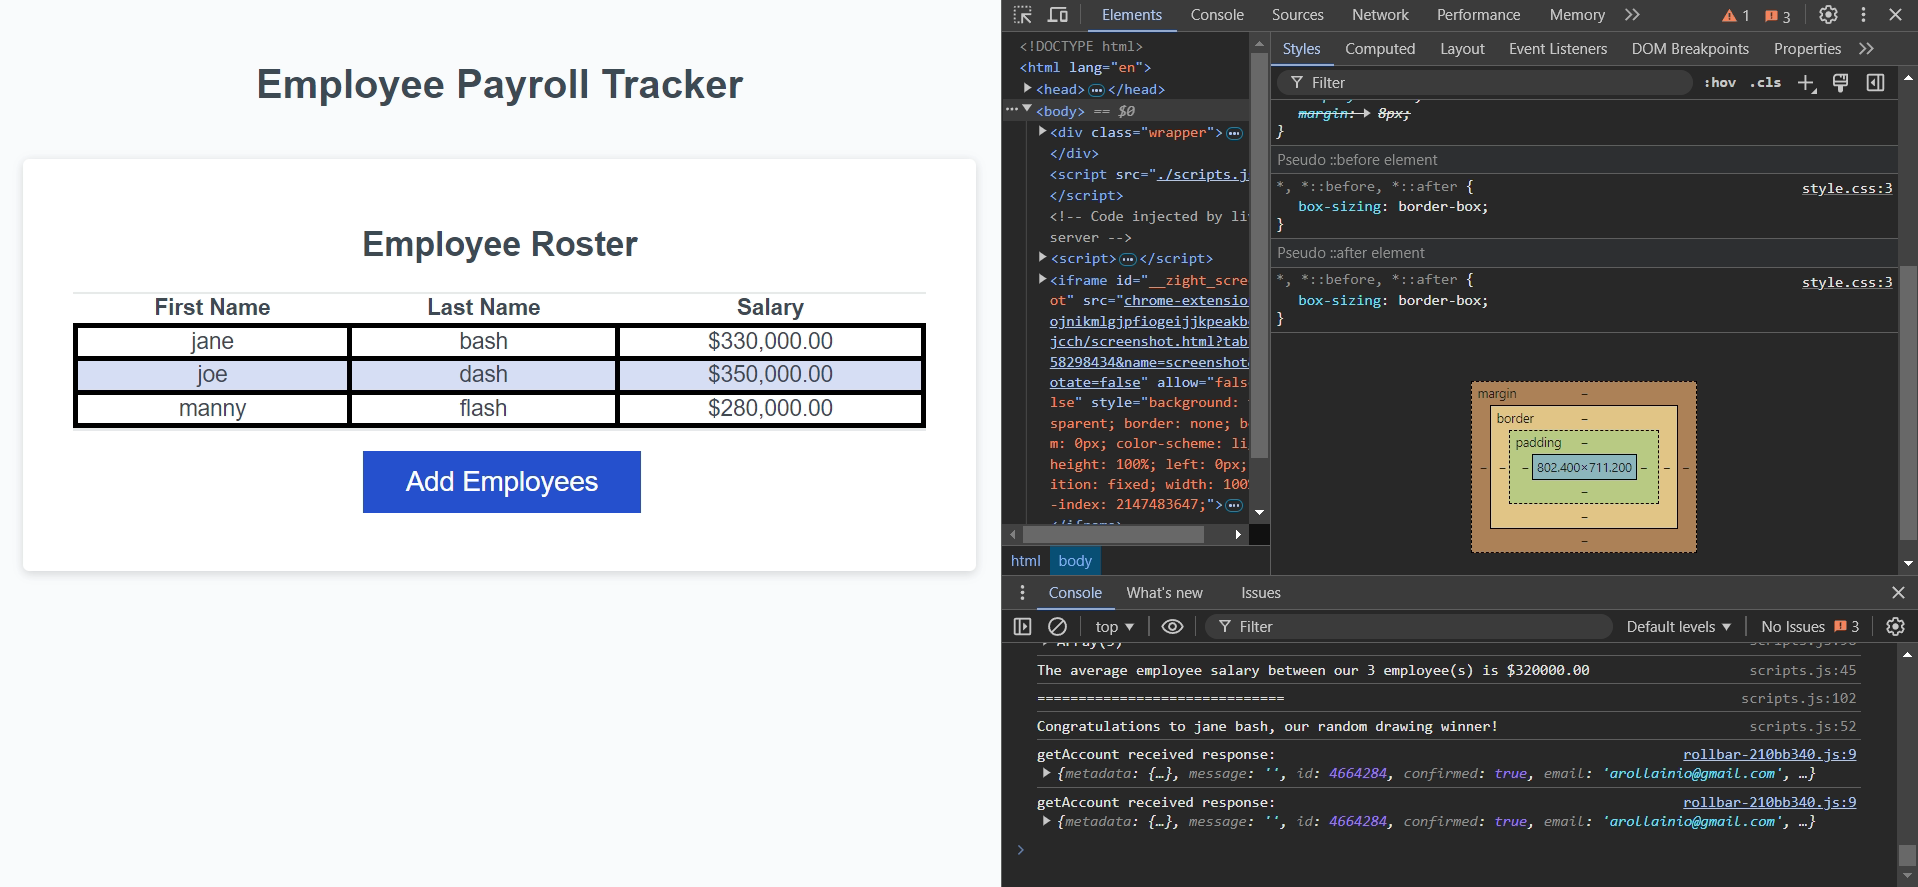 Employee Payroll Tracker
Employee Roster
First Name Last Name Salary
jane bash $330,000.00
joe dash $350,000.00
manny flash $280,000.00
Add Employees
Elements Console Sources Network Performance Memory 1 3
<!DOCTYPE html>
<html lang="en">
<head> </head>
<body> == $0
<div class="wrapper">
</div>
<script src="./scripts.j
</script>
<!-- Code injected by li
server -->
<script> </script>
<iframe id="__zight_scre
ot" src="chrome-extensio
ojnikmlgjpfiogeijjkpeakb
jcch/screenshot.html?tab
58298434&name=screenshot
otate=false" allow="fals
lse" style="background:
sparent; border: none; b
m: 0px; color-scheme: li
height: 100%; left: 0px;
ition: fixed; width: 100
-index: 2147483647;">
html body
Styles Computed Layout Event Listeners DOM Breakpoints Properties
Filter :hov .cls
margin: 8px;
}
Pseudo ::before element
*, *::before, *::after { style.css:3
box-sizing: border-box;
}
Pseudo ::after element
*, *::before, *::after { style.css:3
box-sizing: border-box;
}
margin –
border –
padding –
– – – 802.400×711.200 – – –
–
–
–
Console What's new Issues
top Filter Default levels No Issues 3
The average employee salary between our 3 employee(s) is $320000.00 scripts.js:45
============================== scripts.js:102
Congratulations to jane bash, our random drawing winner! scripts.js:52
getAccount received response: rollbar-210bb340.js:9
{metadata: {…}, message: '', id: 4664284, confirmed: true, email: 'arollainio@gmail.com', …}
getAccount received response: rollbar-210bb340.js:9
{metadata: {…}, message: '', id: 4664284, confirmed: true, email: 'arollainio@gmail.com', …}